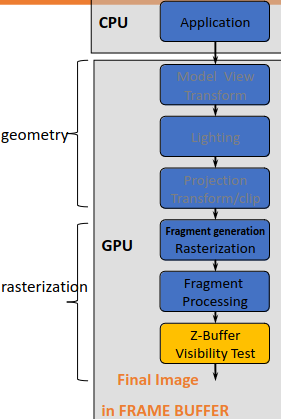 CPU
Application
Model View
Transform
geometry
Lighting
Projection
Transform/clip
GPU
Fragment generation
Rasterization
rasterization
Fragment
Processing
Z-Buffer
Visibility Test
Final Image
in FRAME BUFFER